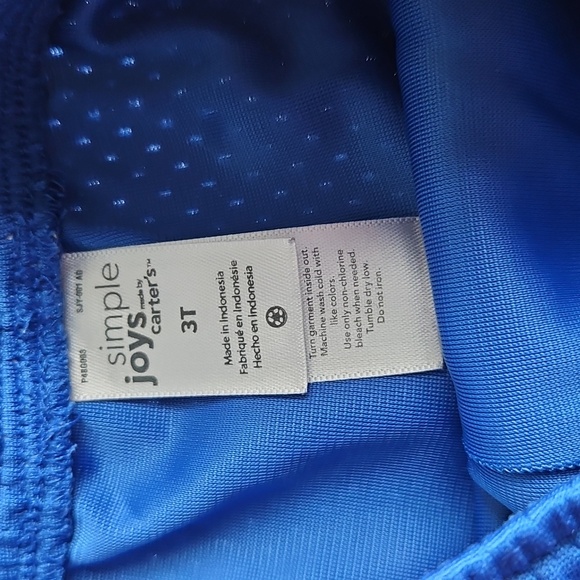 simple
joys made by
carter's™
3T
Made in Indonesia
Fabriqué en Indonésie
Hecho en Indonesia
Turn garment inside out.
Machine wash cold with
like colors.
Use only non-chlorine
bleach when needed.
Tumble dry low.
Do not iron.